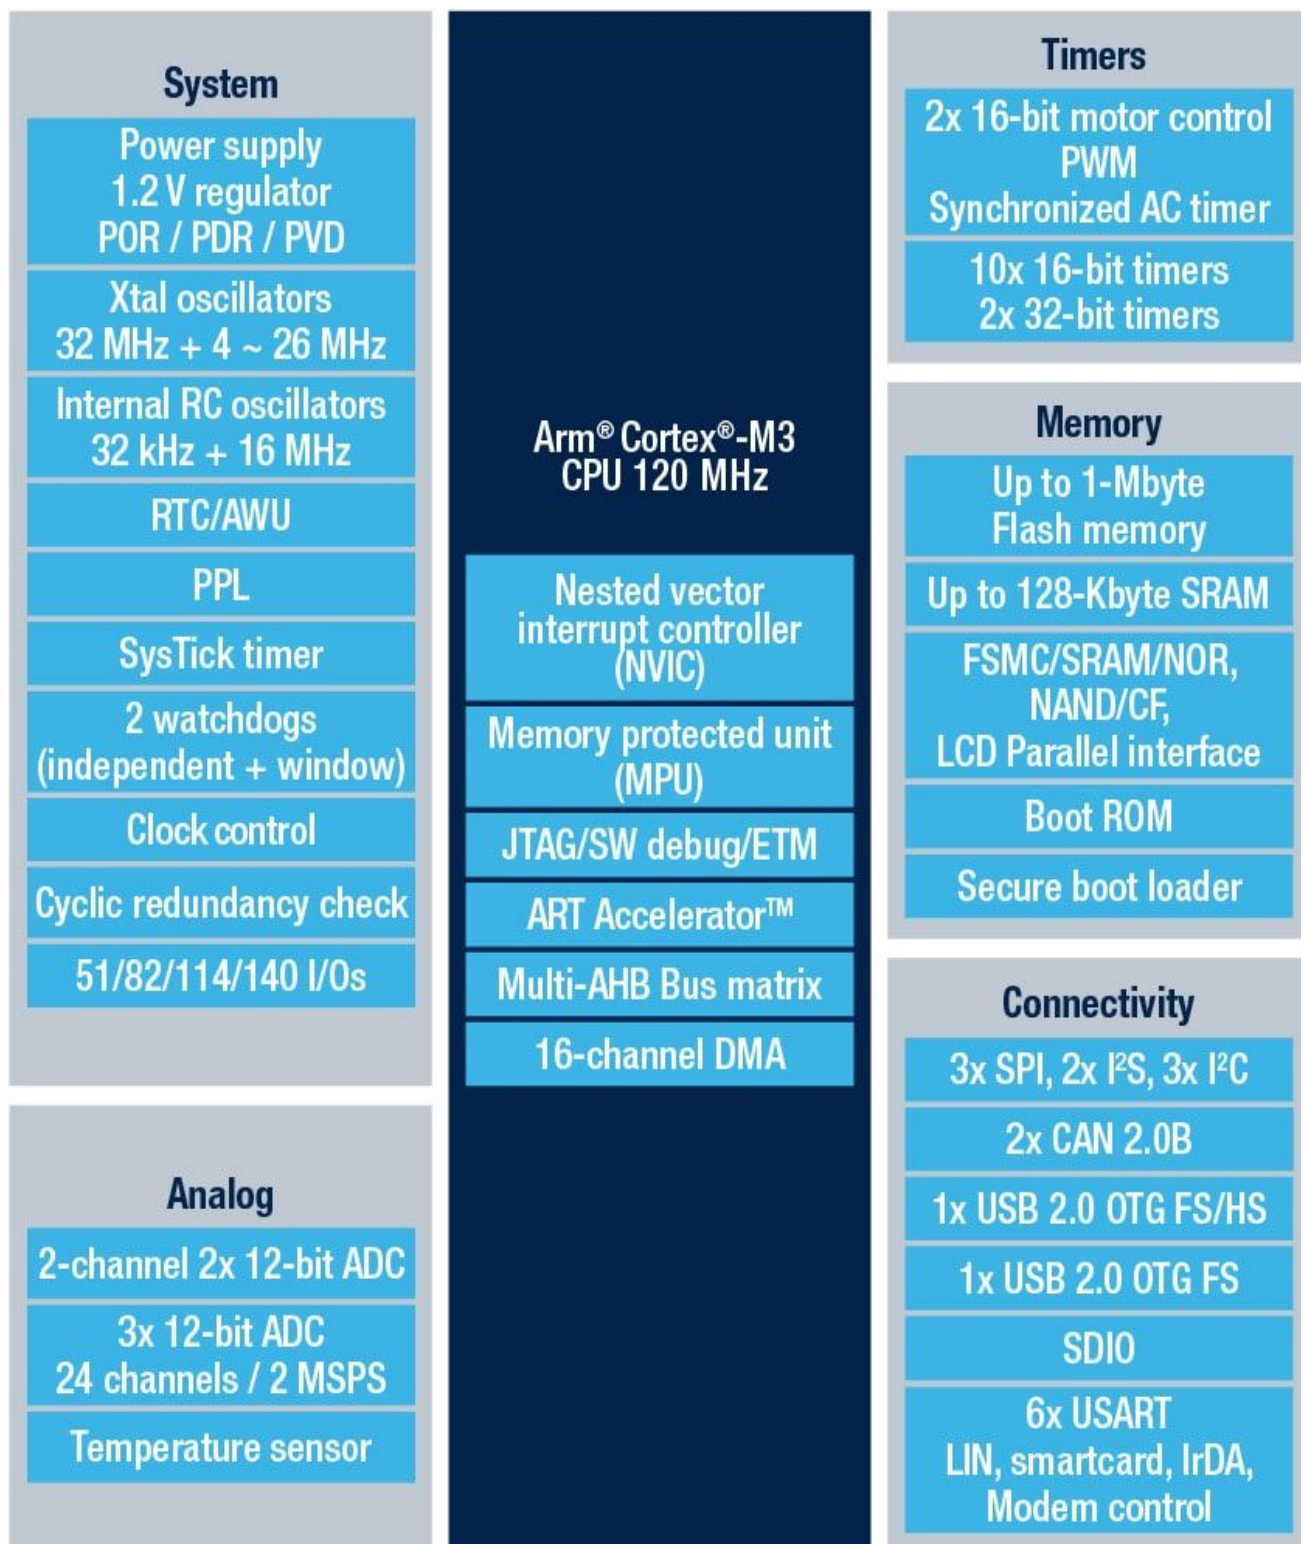 System
Power supply
1.2 V regulator
POR / PDR / PVD
Xtal oscillators
32 MHz + 4 ~ 26 MHz
Internal RC oscillators
32 kHz + 16 MHz
RTC/AWU
PPL
SysTick timer
2 watchdogs
(independent + window)
Clock control
Cyclic redundancy check
51/82/114/140 I/Os
Analog
2-channel 2x 12-bit ADC
3x 12-bit ADC
24 channels / 2 MSPS
Temperature sensor
Arm® Cortex®-M3
CPU 120 MHz
Nested vector
interrupt controller
(NVIC)
Memory protected unit
(MPU)
JTAG/SW debug/ETM
ART Accelerator™
Multi-AHB Bus matrix
16-channel DMA
Timers
2x 16-bit motor control
PWM
Synchronized AC timer
10x 16-bit timers
2x 32-bit timers
Memory
Up to 1-Mbyte
Flash memory
Up to 128-Kbyte SRAM
FSMC/SRAM/NOR,
NAND/CF,
LCD Parallel interface
Boot ROM
Secure boot loader
Connectivity
3x SPI, 2x I²S, 3x I²C
2x CAN 2.0B
1x USB 2.0 OTG FS/HS
1x USB 2.0 OTG FS
SDIO
6x USART
LIN, smartcard, IrDA,
Modem control